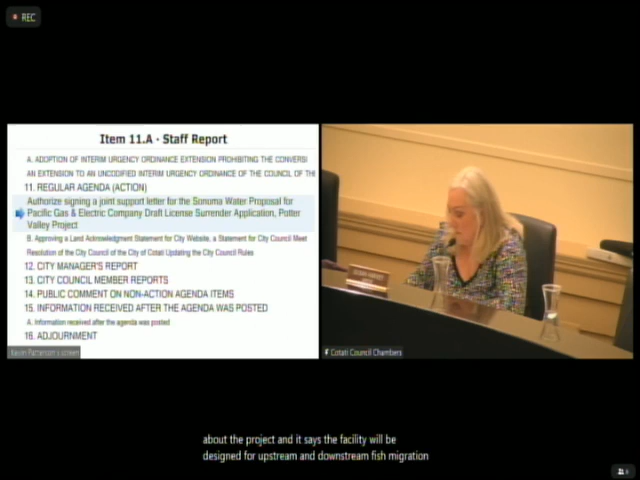 REC
Item 11.A - Staff Report
A. ADOPTION OF INTERIM URGENCY ORDINANCE EXTENSION PROHIBITING THE CONVERSI
AN EXTENSION TO AN UNCODIFIED INTERIM URGENCY ORDINANCE OF THE COUNCIL OF THE
11. REGULAR AGENDA (ACTION)
Authorize signing a joint support letter for the Sonoma Water Proposal for
Pacific Gas & Electric Company Draft License Surrender Application, Potter
Valley Project
B. Approving a Land Acknowledgment Statement for City Website, a Statement for City Council Meet
Resolution of the City Council of the City of Cotati Updating the City Council Rules
12. CITY MANAGER'S REPORT
13. CITY COUNCIL MEMBER REPORTS
14. PUBLIC COMMENT ON NON-ACTION AGENDA ITEMS
15. INFORMATION RECEIVED AFTER THE AGENDA WAS POSTED
A. Information received after the agenda was posted
16. ADJOURNMENT
Cotati Council Chambers
about the project and it says the facility will be
designed for upstream and downstream fish migration